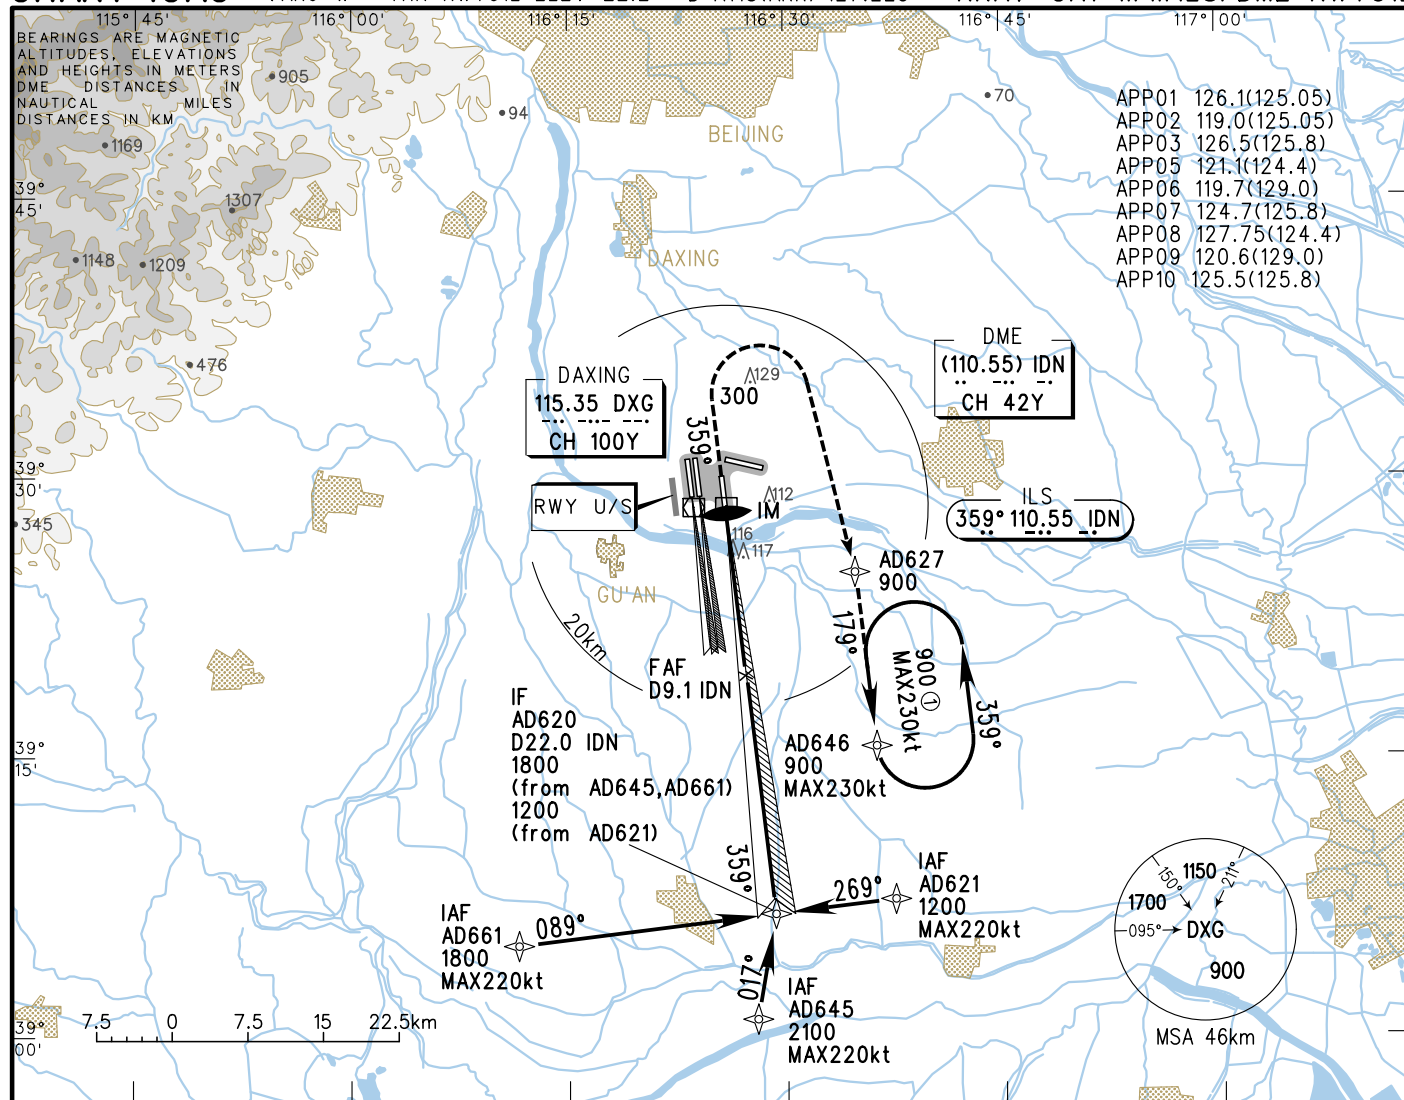 115°45'
116°00'
116°15'
116°30'
116°45'
117°00'
BEARINGS ARE MAGNETIC
ALTITUDES, ELEVATIONS
AND HEIGHTS IN METERS
DME DISTANCES IN
NAUTICAL MILES
DISTANCES IN KM
905
94
70
1169
1307
1148
1209
476
345
BEIJING
DAXING
GU'AN
APP01 126.1(125.05)
APP02 119.0(125.05)
APP03 126.5(125.8)
APP05 121.1(124.4)
APP06 119.7(129.0)
APP07 124.7(125.8)
APP08 127.75(124.4)
APP09 120.6(129.0)
APP10 125.5(125.8)
39°
45'
39°
30'
39°
15'
39°
00'
DAXING
115.35 DXG
CH 100Y
DME
(110.55) IDN
CH 42Y
ILS
359° 110.55 IDN
RWY U/S
300
129
359°
112
IM
116
117
20km
AD627
900
179°
900 ①
MAX230kt
359°
AD646
900
MAX230kt
FAF
D9.1 IDN
IF
AD620
D22.0 IDN
1800
(from AD645,AD661)
1200
(from AD621)
359°
269°
IAF
AD621
1200
MAX220kt
089°
IAF
AD661
1800
MAX220kt
017°
IAF
AD645
2100
MAX220kt
7.5 0 7.5 15 22.5km
150°
1150
211°
1700
095°
DXG
900
MSA 46km